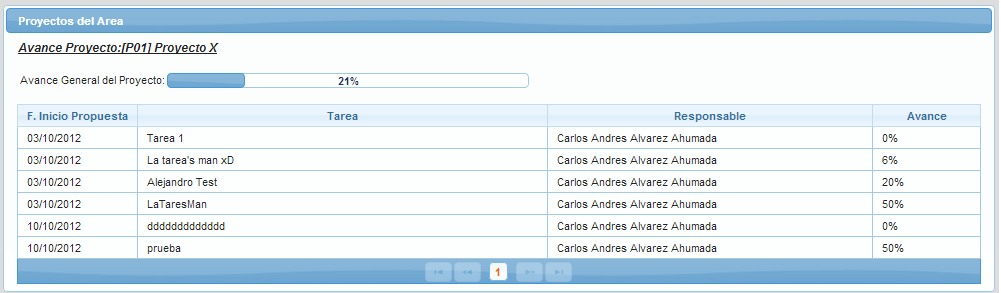 Proyectos del Area
Avance Proyecto:[P01] Proyecto X
Avance General del Proyecto: 21%
F. Inicio Propuesta Tarea Responsable Avance
03/10/2012 Tarea 1 Carlos Andres Alvarez Ahumada 0%
03/10/2012 La tarea's man xD Carlos Andres Alvarez Ahumada 6%
03/10/2012 Alejandro Test Carlos Andres Alvarez Ahumada 20%
03/10/2012 LaTaresMan Carlos Andres Alvarez Ahumada 50%
10/10/2012 ddddddddddddd Carlos Andres Alvarez Ahumada 0%
10/10/2012 prueba Carlos Andres Alvarez Ahumada 50%
1